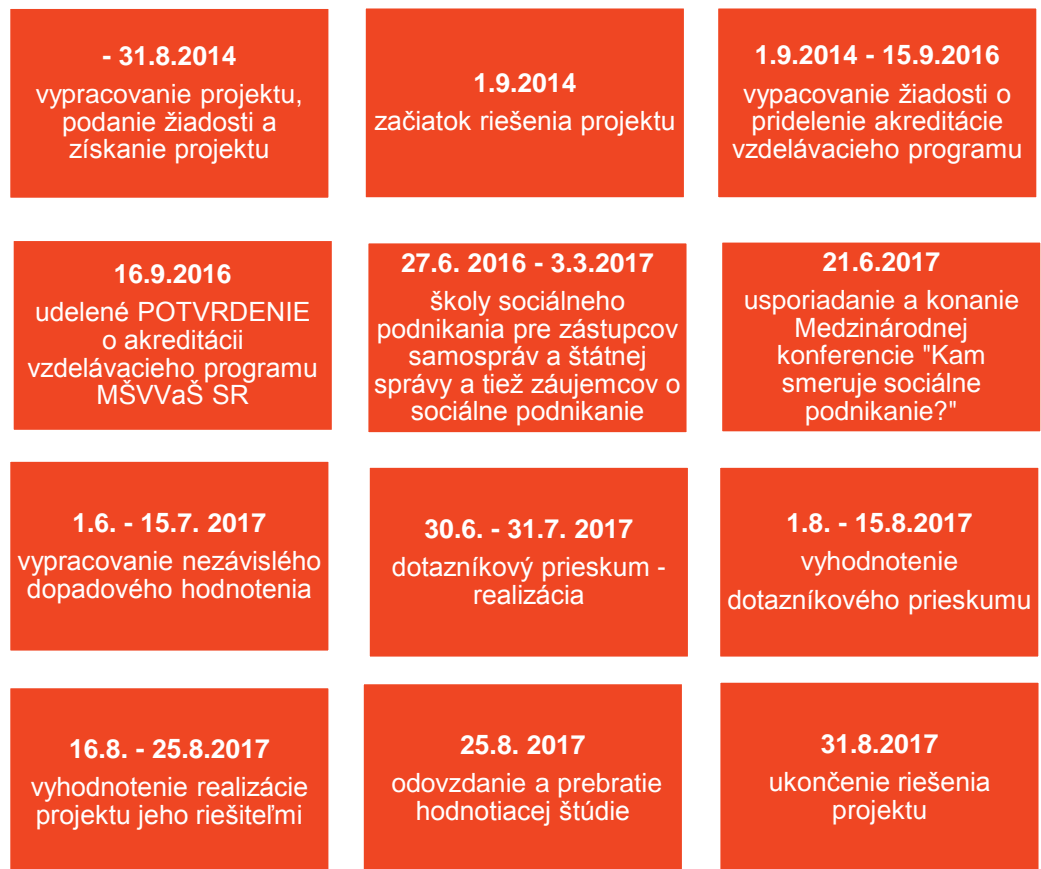 - 31.8.2014
vypracovanie projektu,
podanie žiadosti a
získanie projektu
1.9.2014
začiatok riešenia projektu
1.9.2014 - 15.9.2016
vypacovanie žiadosti o
pridelenie akreditácie
vzdelávacieho programu
16.9.2016
udelené POTVRDENIE
o akreditácii
vzdelávacieho programu
MŠVVaŠ SR
27.6. 2016 - 3.3.2017
školy sociálneho
podnikania pre zástupcov
samospráv a štátnej
správy a tiež záujemcov o
sociálne podnikanie
21.6.2017
usporiadanie a konanie
Medzinárodnej
konferencie "Kam
smeruje sociálne
podnikanie?"
1.6. - 15.7. 2017
vypracovanie nezávislého
dopadového hodnotenia
30.6. - 31.7. 2017
dotazníkový prieskum -
realizácia
1.8. - 15.8.2017
vyhodnotenie
dotazníkového prieskumu
16.8. - 25.8.2017
vyhodnotenie realizácie
projektu jeho riešiteľmi
25.8. 2017
odovzdanie a prebratie
hodnotiacej štúdie
31.8.2017
ukončenie riešenia
projektu